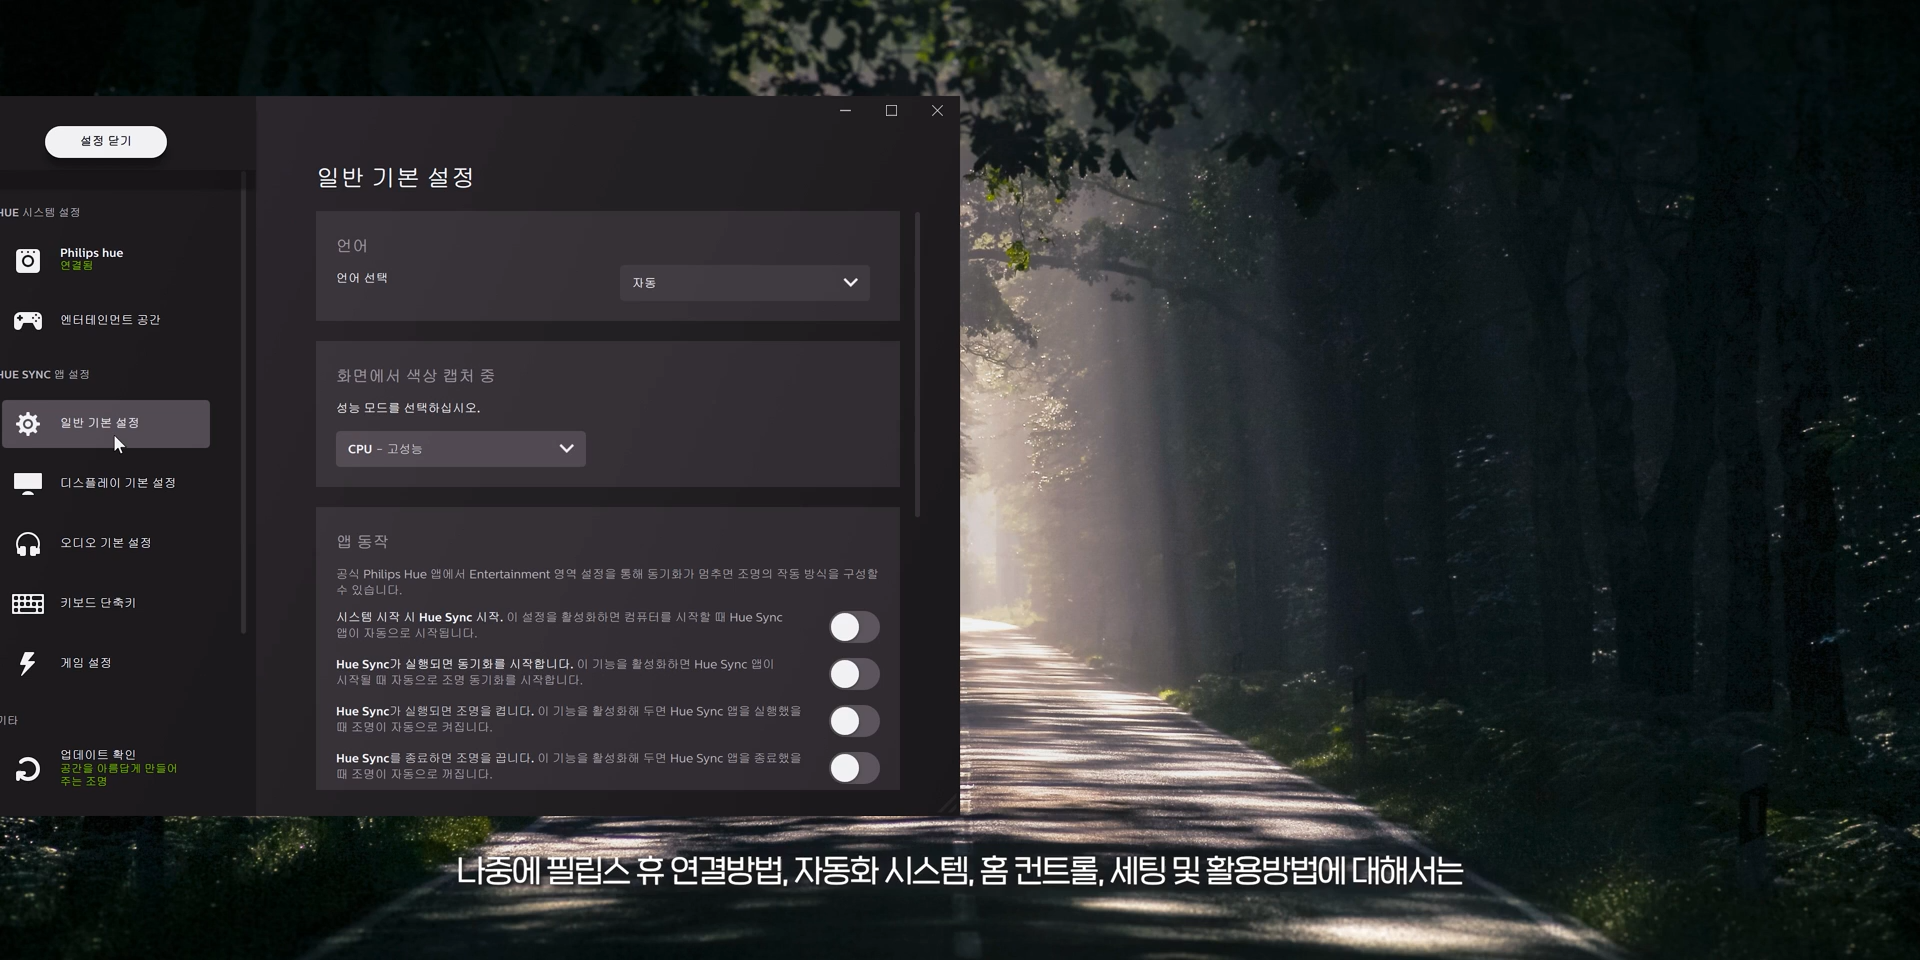 설정 닫기
HUE 시스템 설정
Philips hue
연결됨
엔터테인먼트 공간
HUE SYNC 앱 설정
일반 기본 설정
디스플레이 기본 설정
오디오 기본 설정
키보드 단축키
게임 설정
기타
업데이트 확인
공간을 아름답게 만들어
주는 조명
일반 기본 설정
언어
언어 선택
자동
화면에서 색상 캡처 중
성능 모드를 선택하십시오.
CPU - 고성능
앱 동작
공식 Philips Hue 앱에서 Entertainment 영역 설정을 통해 동기화가 멈추면 조명의 작동 방식을 구성할
수 있습니다.
시스템 시작 시 Hue Sync 시작. 이 설정을 활성화하면 컴퓨터를 시작할 때 Hue Sync
앱이 자동으로 시작됩니다.
Hue Sync가 실행되면 동기화를 시작합니다. 이 기능을 활성화하면 Hue Sync 앱이
시작될 때 자동으로 조명 동기화를 시작합니다.
Hue Sync가 실행되면 조명을 켭니다. 이 기능을 활성화해 두면 Hue Sync 앱을 실행했을
때 조명이 자동으로 켜집니다.
Hue Sync를 종료하면 조명을 끕니다. 이 기능을 활성화해 두면 Hue Sync 앱을 종료했을
때 조명이 자동으로 꺼집니다.
나중에 필립스 휴 연결방법, 자동화 시스템, 홈 컨트롤, 세팅 및 활용방법에 대해서는